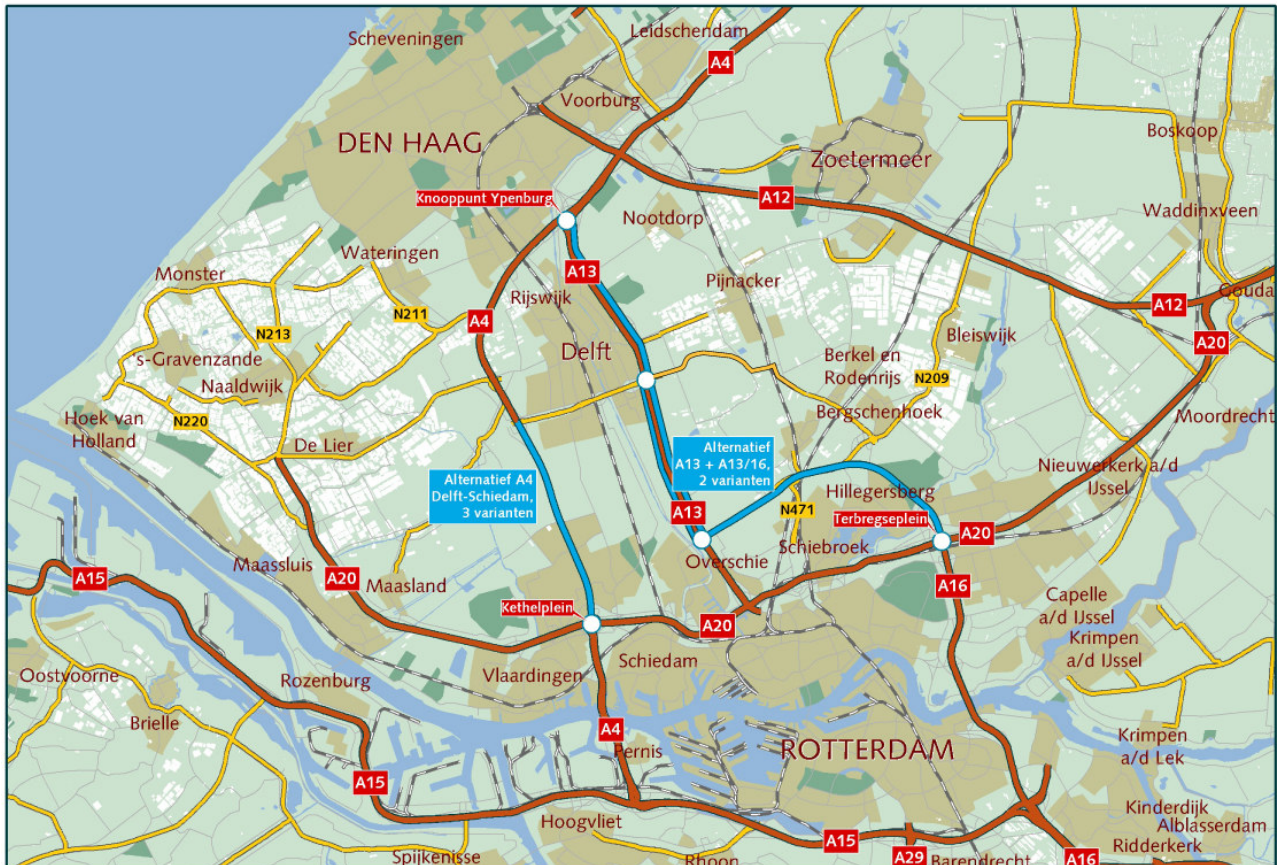 Scheveningen
Leidschendam
A4
Voorburg
DEN HAAG
Zoetermeer
Boskoop
Knooppunt Ypenburg
A12
Waddinxveen
Nootdorp
Wateringen
Monster
A13
Pijnacker
Gouda
A12
Rijswijk
N211
A4
N213
Bleiswijk
A20
Delft
's-Gravenzande
Berkel en
Rodenrijs
Naaldwijk
N209
Bergschenhoek
Moordrecht
Hoek van
Holland
N220
De Lier
Alternatief
A13 + A13/16,
2 varianten
Alternatief A4
Delft-Schiedam,
3 varianten
Nieuwerkerk a/d
IJssel
Hillegersberg
N471
A13
Terbregseplein
A20
Schiebroek
Overschie
Maassluis
A15
A20
Maasland
A16
Capelle
a/d IJssel
Kethelplein
A20
Krimpen
a/d IJssel
Schiedam
Vlaardingen
Oostvoorne
Rozenburg
Brielle
A4
Pernis
ROTTERDAM
Krimpen
a/d Lek
A15
Hoogvliet
Kinderdijk
Alblasserdam
A15
Ridderkerk
Spijkenisse
Rhoon
A29
Barendrecht
A16